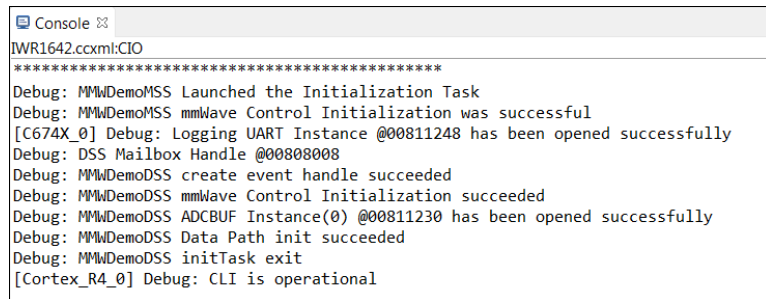 Console
IWR1642.ccxml:CIO
**********************************************
Debug: MMWDemoMSS Launched the Initialization Task
Debug: MMWDemoMSS mmWave Control Initialization was successful
[C674X_0] Debug: Logging UART Instance @00811248 has been opened successfully
Debug: DSS Mailbox Handle @00808008
Debug: MMWDemoDSS create event handle succeeded
Debug: MMWDemoDSS mmWave Control Initialization succeeded
Debug: MMWDemoDSS ADCBUF Instance(0) @00811230 has been opened successfully
Debug: MMWDemoDSS Data Path init succeeded
Debug: MMWDemoDSS initTask exit
[Cortex_R4_0] Debug: CLI is operational